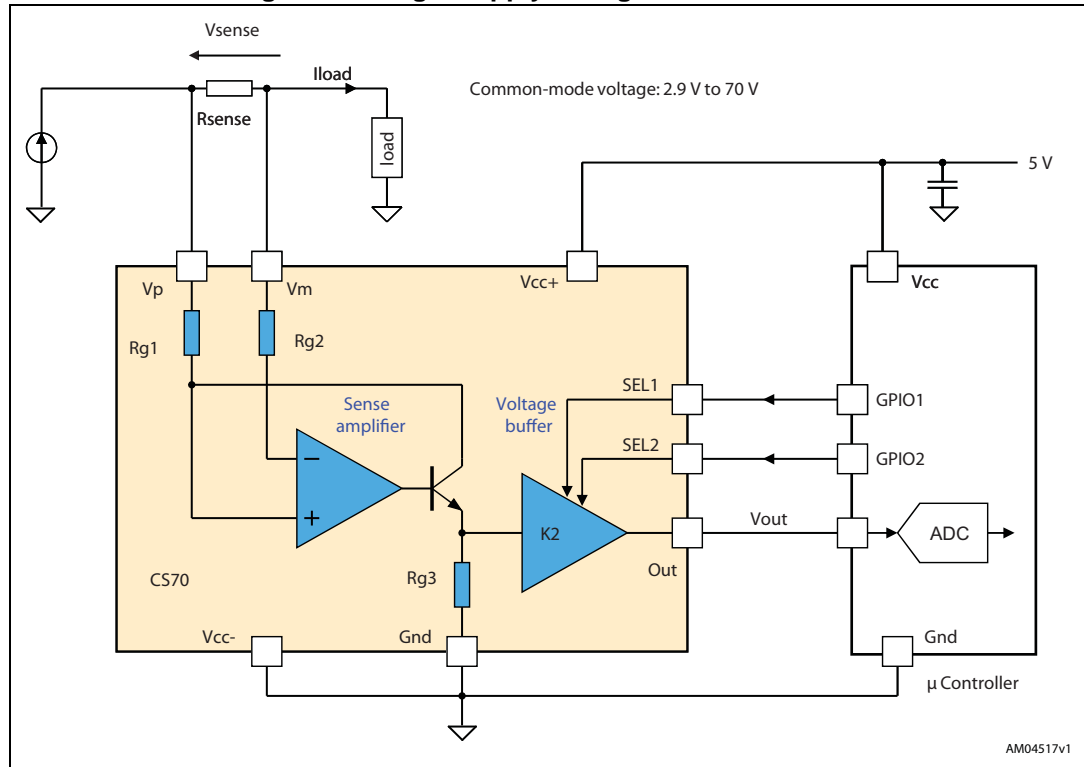 Vsense
Iload
Common-mode voltage: 2.9 V to 70 V
Rsense
load
5 V
Vp
Vm
Vcc+
Vcc
Rg1
Rg2
Sense
amplifier
Voltage
buffer
SEL1
GPIO1
SEL2
GPIO2
−
+
K2
Vout
ADC
Out
Rg3
CS70
Vcc-
Gnd
Gnd
μ Controller
AM04517v1